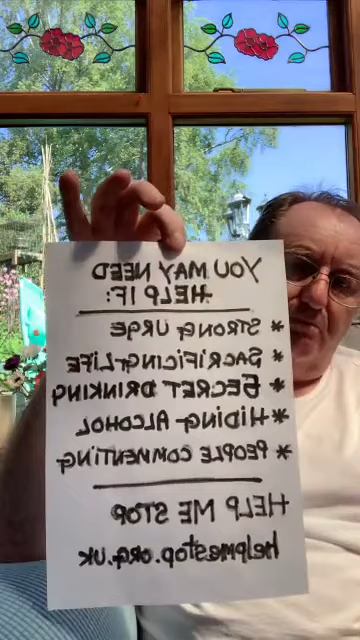 YOU MAY NEED
HELP IF:
* STRONG URGE
* SACRIFICING LIFE
* SECRET DRINKING
* HIDING ALCOHOL
* PEOPLE COMMENTING
HELP ME STOP
helpmestop.org.uk